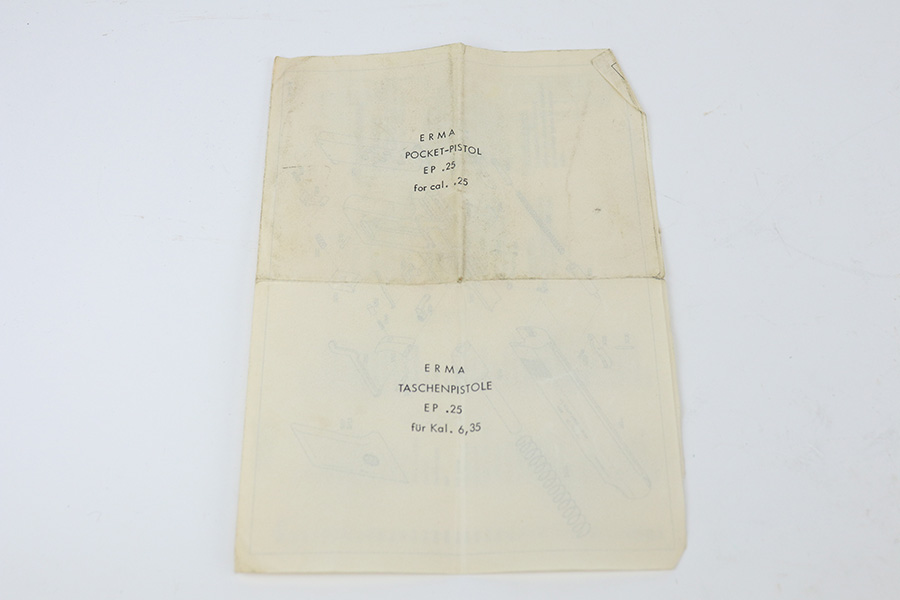 ERMA
POCKET-PISTOL
EP .25
for cal. .25
ERMA
TASCHENPISTOLE
EP .25
für Kal. 6,35